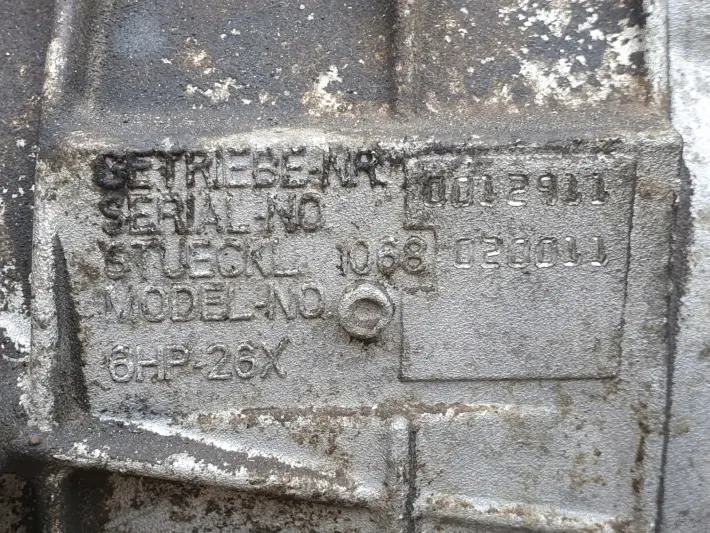 GETRIEBE-NR. 0012911
SERIAL-NO.
STUECKL. 1068 020011
MODEL-NO.
6HP-26X